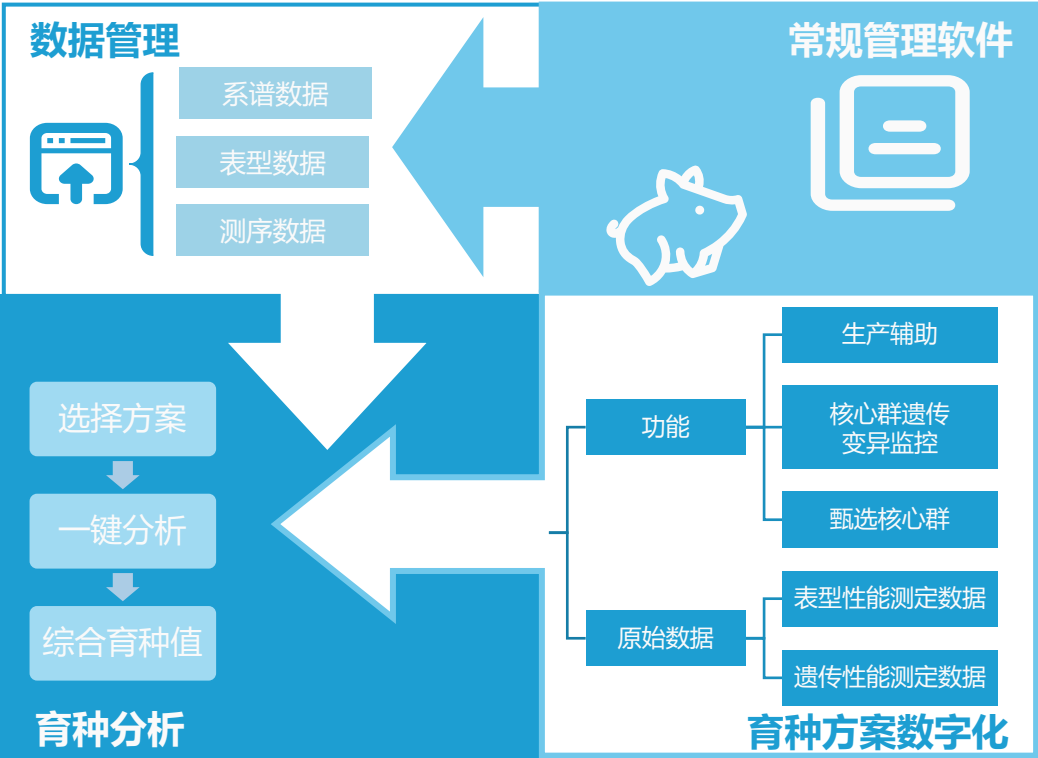 数据管理
系谱数据
表型数据
测序数据
常规管理软件
选择方案
一键分析
综合育种值
育种分析
功能
生产辅助
核心群遗传
变异监控
甄选核心群
原始数据
表型性能测定数据
遗传性能测定数据
育种方案数字化